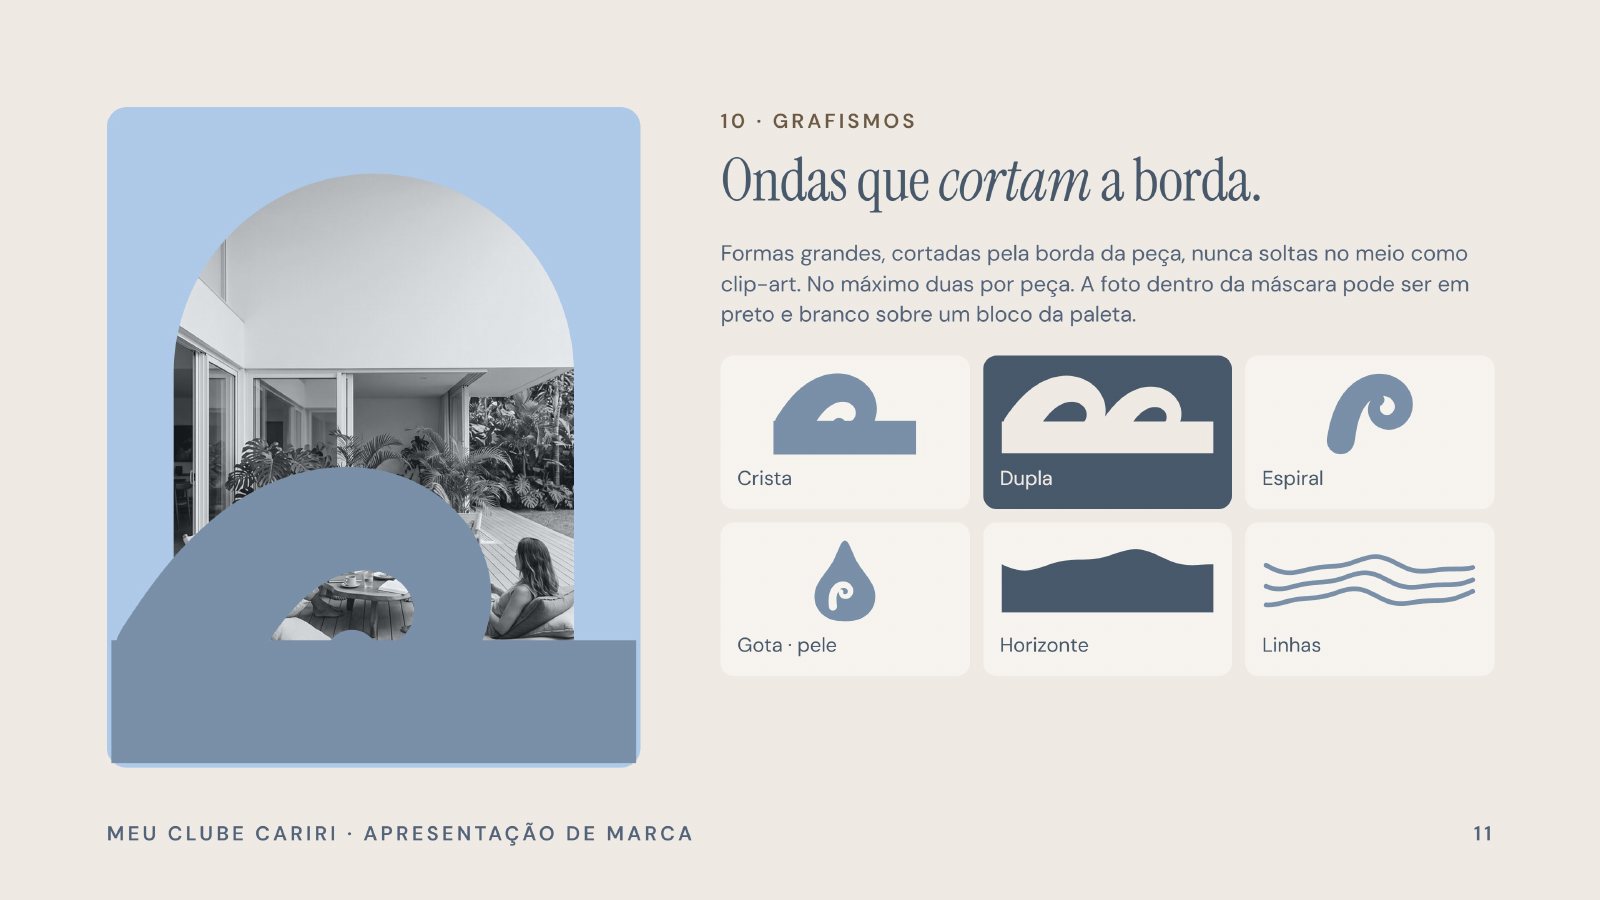 10 · GRAFISMOS
Ondas que cortam a borda.
Formas grandes, cortadas pela borda da peça, nunca soltas no meio como
clip-art. No máximo duas por peça. A foto dentro da máscara pode ser em
preto e branco sobre um bloco da paleta.
Crista
Dupla
Espiral
Gota · pele
Horizonte
Linhas
MEU CLUBE CARIRI · APRESENTAÇÃO DE MARCA
11